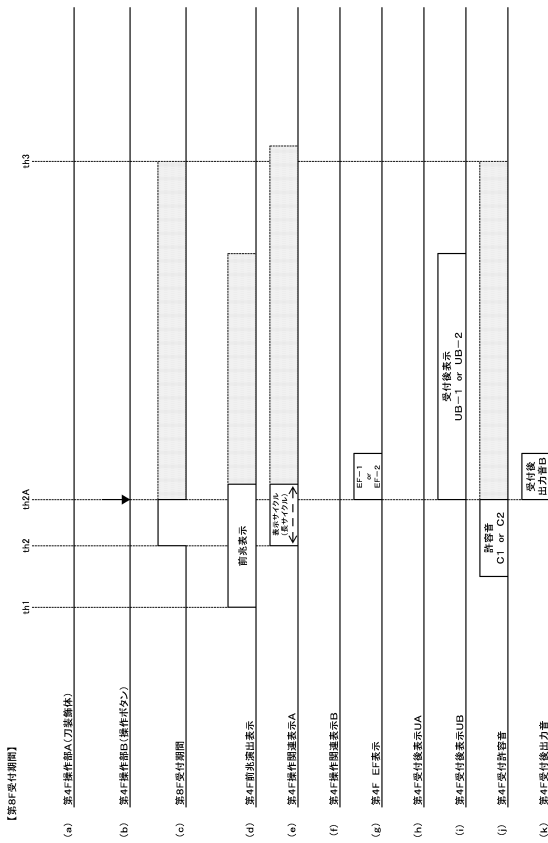 【第8F受付期間】
th1
th2
th2A
th3
(a) 第4F操作部A(刀装飾体)
(b) 第4F操作部B(操作ボタン)
(c) 第8F受付期間
(d) 第4F前兆演出表示
前兆表示
(e) 第4F操作関連表示A
表示サイクル
(長サイクル)
(f) 第4F操作関連表示B
(g) 第4F EF表示
EF-1
or
EF-2
(h) 第4F受付後表示UA
(i) 第4F受付後表示UB
受付後表示
UB-1 or UB-2
(j) 第4F受付許容音
許容音
C1 or C2
(k) 第4F受付後出力音
受付後
出力音B